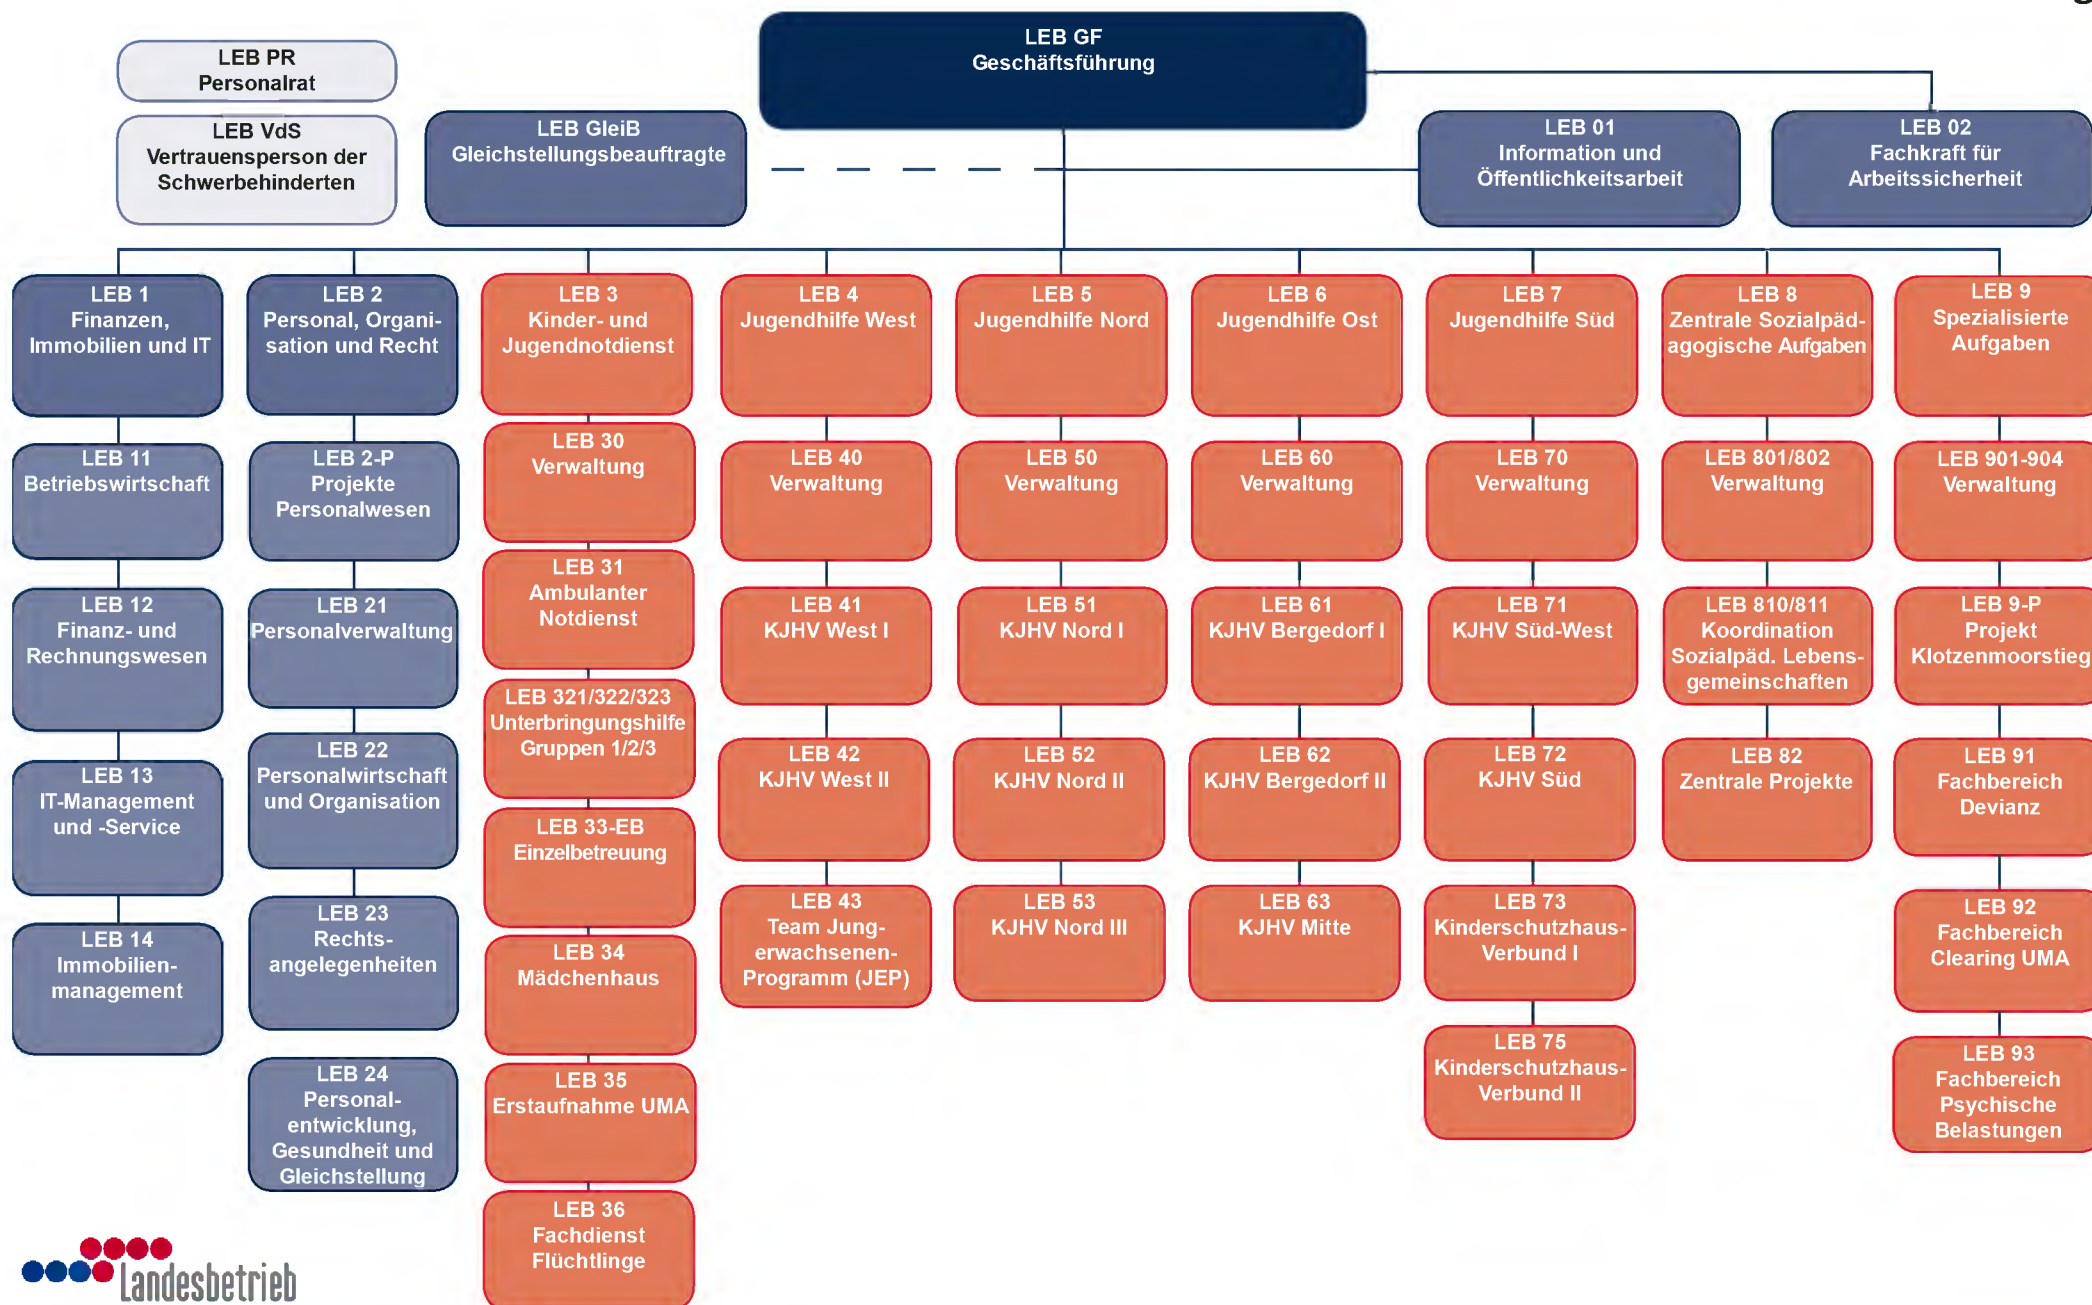 LEB GF
Geschäftsführung
LEB PR
Personalrat
LEB VdS
Vertrauensperson der
Schwerbehinderten
LEB GleiB
Gleichstellungsbeauftragte
LEB 01
Information und
Öffentlichkeitsarbeit
LEB 02
Fachkraft für
Arbeitssicherheit
LEB 1
Finanzen,
Immobilien und IT
LEB 11
Betriebswirtschaft
LEB 12
Finanz- und
Rechnungswesen
LEB 13
IT-Management
und -Service
LEB 14
Immobilien-
management
LEB 2
Personal, Organi-
sation und Recht
LEB 2-P
Projekte
Personalwesen
LEB 21
Personalverwaltung
LEB 22
Personalwirtschaft
und Organisation
LEB 23
Rechts-
angelegenheiten
LEB 24
Personal-
entwicklung,
Gesundheit und
Gleichstellung
LEB 3
Kinder- und
Jugendnotdienst
LEB 30
Verwaltung
LEB 31
Ambulanter
Notdienst
LEB 321/322/323
Unterbringungshilfe
Gruppen 1/2/3
LEB 33-EB
Einzelbetreuung
LEB 34
Mädchenhaus
LEB 35
Erstaufnahme UMA
LEB 36
Fachdienst
Flüchtlinge
LEB 4
Jugendhilfe West
LEB 40
Verwaltung
LEB 41
KJHV West I
LEB 42
KJHV West II
LEB 43
Team Jung-
erwachsenen-
Programm (JEP)
LEB 5
Jugendhilfe Nord
LEB 50
Verwaltung
LEB 51
KJHV Nord I
LEB 52
KJHV Nord II
LEB 53
KJHV Nord III
LEB 6
Jugendhilfe Ost
LEB 60
Verwaltung
LEB 61
KJHV Bergedorf I
LEB 62
KJHV Bergedorf II
LEB 63
KJHV Mitte
LEB 7
Jugendhilfe Süd
LEB 70
Verwaltung
LEB 71
KJHV Süd-West
LEB 72
KJHV Süd
LEB 73
Kinderschutzhaus-
Verbund I
LEB 75
Kinderschutzhaus-
Verbund II
LEB 8
Zentrale Sozialpäd-
agogische Aufgaben
LEB 801/802
Verwaltung
LEB 810/811
Koordination
Sozialpäd. Lebens-
gemeinschaften
LEB 82
Zentrale Projekte
LEB 9
Spezialisierte
Aufgaben
LEB 901-904
Verwaltung
LEB 9-P
Projekt
Klotzenmoorstieg
LEB 91
Fachbereich
Devianz
LEB 92
Fachbereich
Clearing UMA
LEB 93
Fachbereich
Psychische
Belastungen
Landesbetrieb